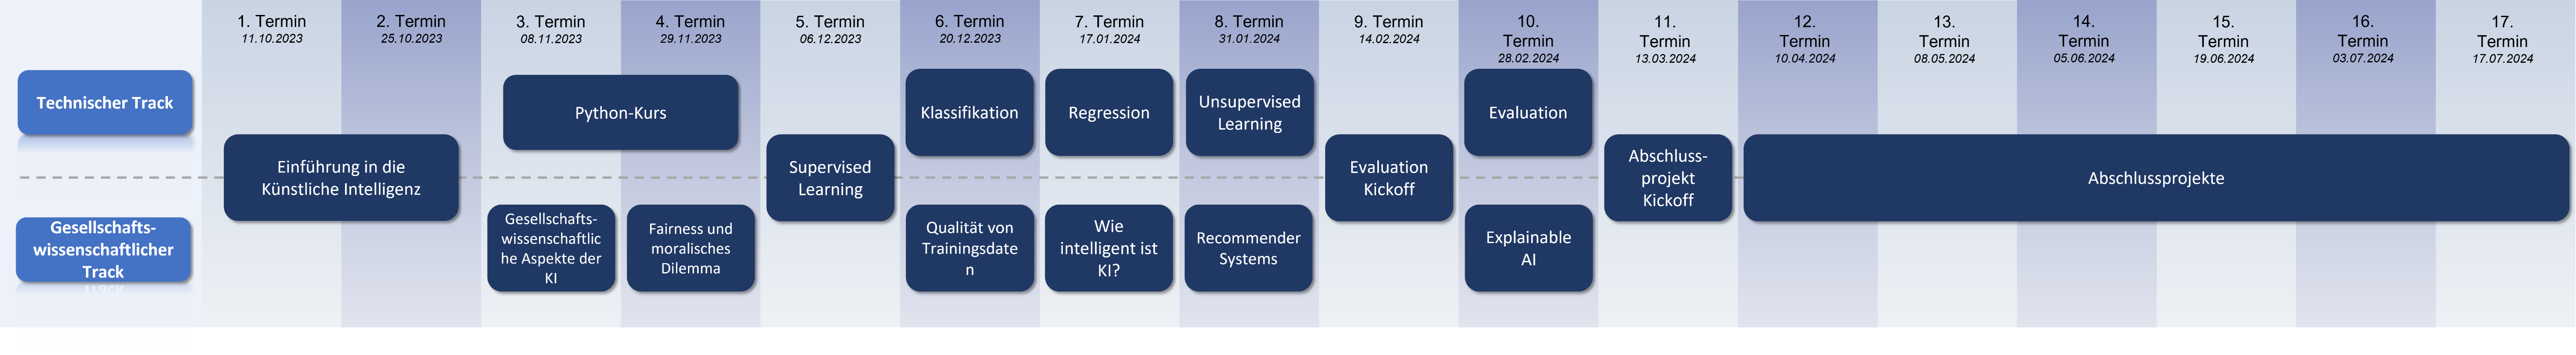 1. Termin
11.10.2023
2. Termin
25.10.2023
3. Termin
08.11.2023
4. Termin
29.11.2023
5. Termin
06.12.2023
6. Termin
20.12.2023
7. Termin
17.01.2024
8. Termin
31.01.2024
9. Termin
14.02.2024
10.
Termin
28.02.2024
11.
Termin
13.03.2024
12.
Termin
10.04.2024
13.
Termin
08.05.2024
14.
Termin
05.06.2024
15.
Termin
19.06.2024
16.
Termin
03.07.2024
17.
Termin
17.07.2024
Technischer Track
Python-Kurs
Klassifikation
Regression
Unsupervised
Learning
Evaluation
Einführung in die
Künstliche Intelligenz
Supervised
Learning
Evaluation
Kickoff
Abschluss-
projekt
Kickoff
Abschlussprojekte
Gesellschafts-
wissenschaftlicher
Track
Gesellschafts-
wissenschaftlic
he Aspekte der
KI
Fairness und
moralisches
Dilemma
Qualität von
Trainingsdate
n
Wie
intelligent ist
KI?
Recommender
Systems
Explainable
AI